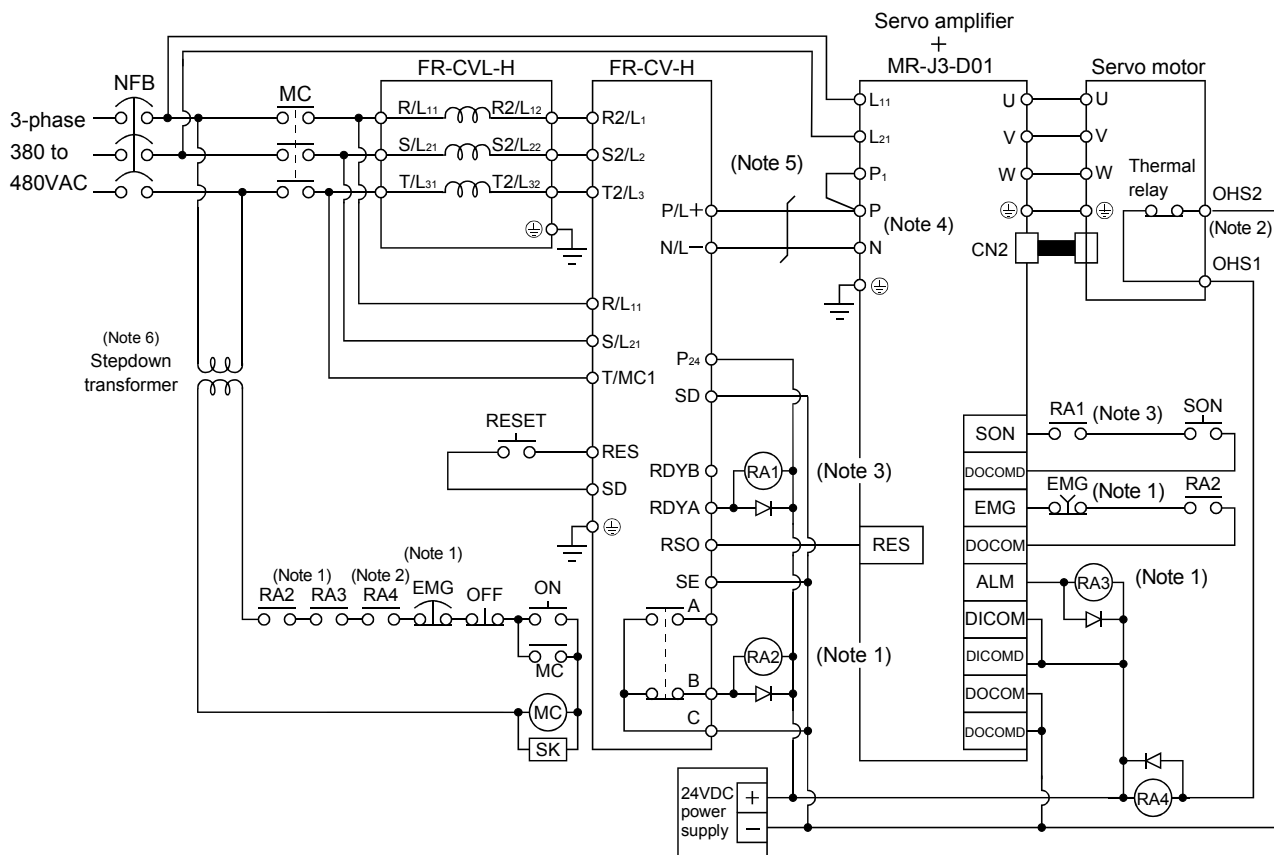 Servo amplifier
+
MR-J3-D01
FR-CVL-H
FR-CV-H
Servo motor
NFB
MC
3-phase
380 to
480VAC
R/L11
R2/L12
S/L21
S2/L22
T/L31
T2/L32
R2/L1
S2/L2
T2/L3
L11
L21
P1
P
N
(Note 5)
(Note 4)
P/L+
N/L−
U
V
W
U
V
W
CN2
Thermal
relay
OHS2
(Note 2)
OHS1
R/L11
S/L21
T/MC1
(Note 6)
Stepdown
transformer
P24
SD
RESET
RES
SD
RDYB
RDYA
RSO
SE
RA1
(Note 3)
RES
SON
DOCOMD
EMG
DOCOM
ALM
DICOM
DICOMD
DOCOM
DOCOMD
RA1
(Note 3)
SON
EMG
(Note 1)
RA2
RA3
(Note 1)
(Note 1)
(Note 2)
(Note 1)
RA2
RA3
RA4
EMG
OFF
ON
MC
MC
SK
A
B
C
RA2
(Note 1)
24VDC
power
supply
+
−
RA4